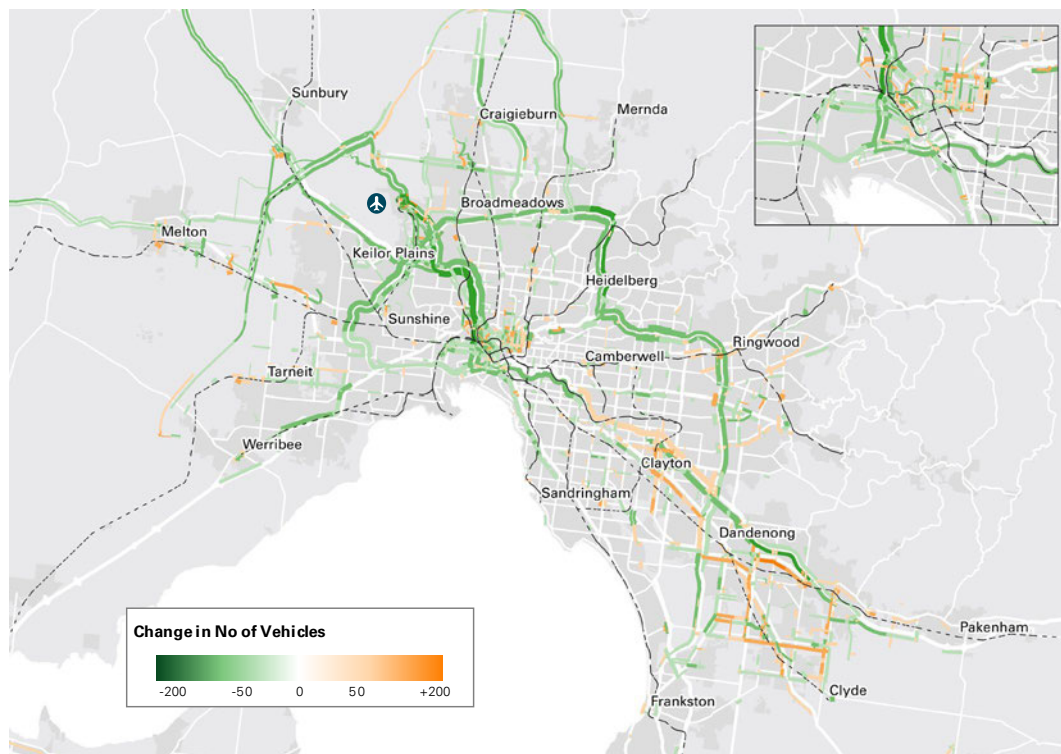 Sunbury
Craigieburn
Mernda
Broadmeadows
Melton
Keilor Plains
Heidelberg
Sunshine
Ringwood
Camberwell
Tarneit
Werribee
Clayton
Sandringham
Dandenong
Pakenham
Clyde
Frankston
Change in No of Vehicles
-200 -50 0 50 +200